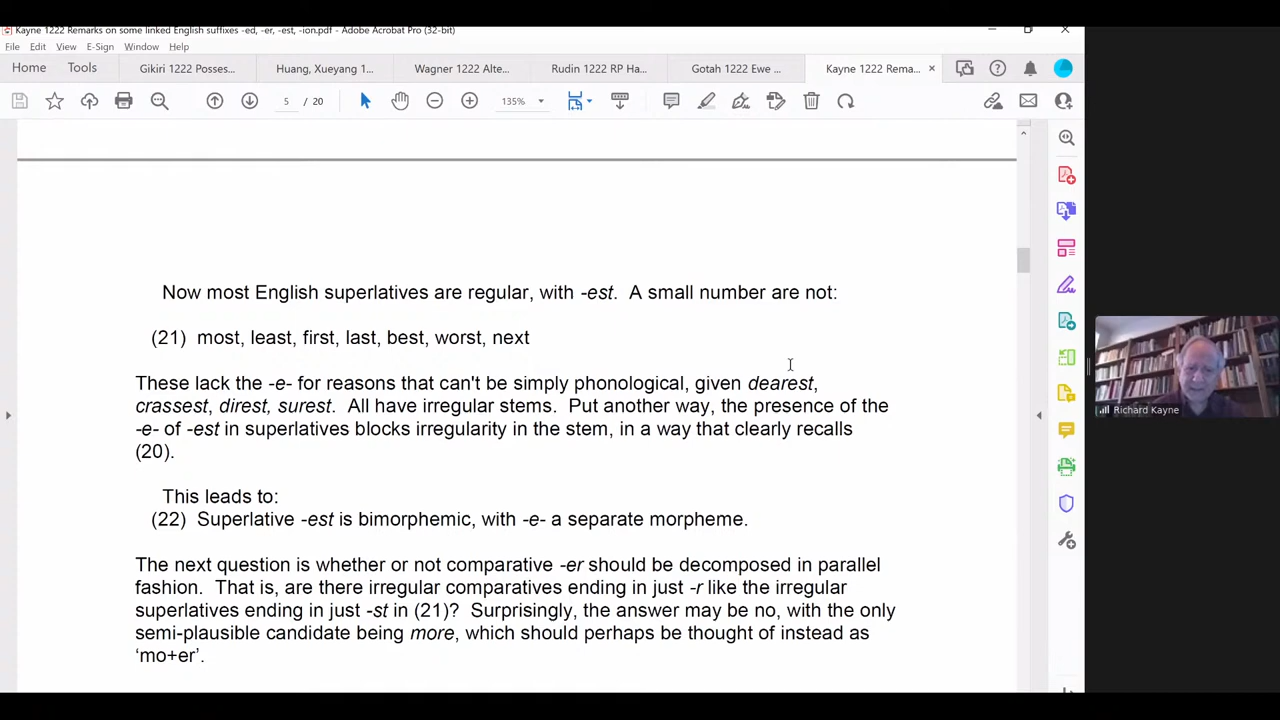 Kayne 1222 Remarks on some linked English suffixes -ed, -er, -est, -ion.pdf - Adobe Acrobat Pro (32-bit)
File Edit View E-Sign Window Help
Home Tools Gikiri 1222 Posses... Huang, Xueyang 1... Wagner 1222 Alte... Rudin 1222 RP Ha... Gotah 1222 Ewe ... Kayne 1222 Rema...
5 / 20 135%
Now most English superlatives are regular, with -est. A small number are not:
(21) most, least, first, last, best, worst, next
These lack the -e- for reasons that can't be simply phonological, given dearest,
crassest, direst, surest. All have irregular stems. Put another way, the presence of the
-e- of -est in superlatives blocks irregularity in the stem, in a way that clearly recalls
(20).
This leads to:
(22) Superlative -est is bimorphemic, with -e- a separate morpheme.
The next question is whether or not comparative -er should be decomposed in parallel
fashion. That is, are there irregular comparatives ending in just -r like the irregular
superlatives ending in just -st in (21)? Surprisingly, the answer may be no, with the only
semi-plausible candidate being more, which should perhaps be thought of instead as
‘mo+er’.
Richard Kayne